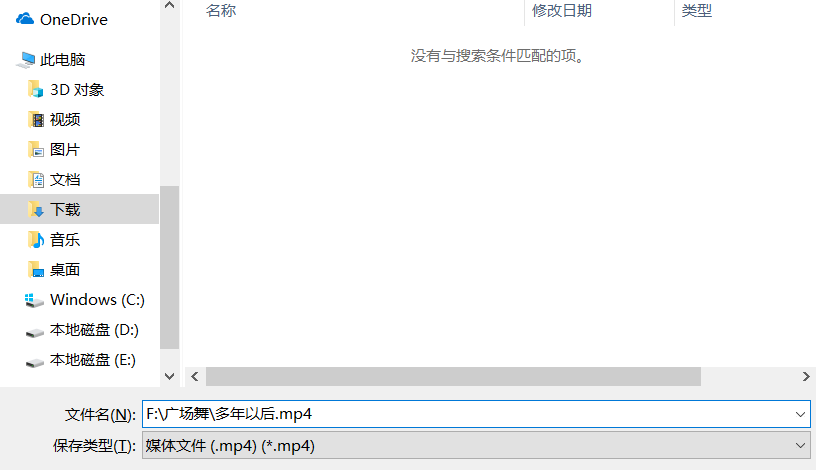 OneDrive
名称 修改日期 类型
此电脑
没有与搜索条件匹配的项。
3D 对象
视频
图片
文档
下载
音乐
桌面
Windows (C:)
本地磁盘 (D:)
本地磁盘 (E:)
文件名(N): F:\广场舞\多年以后.mp4
保存类型(T): 媒体文件 (.mp4) (*.mp4)